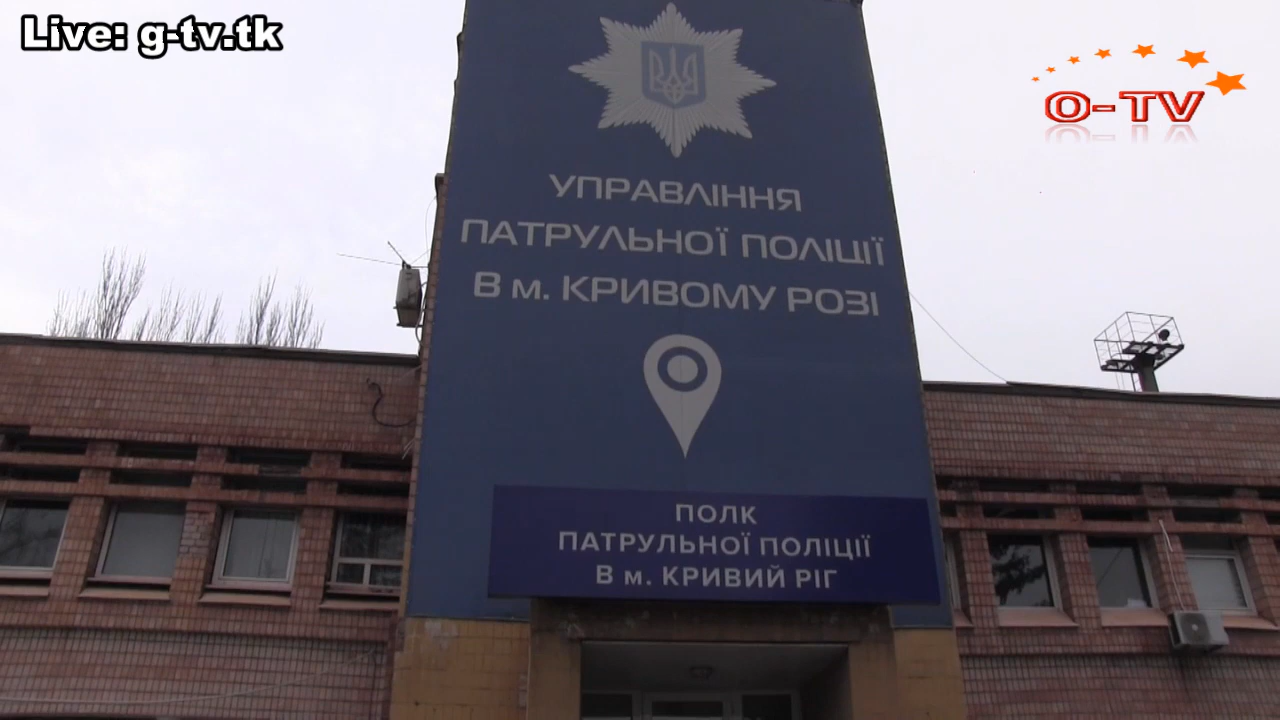 Live: g-tv.tk
O-TV
УПРАВЛІННЯ
ПАТРУЛЬНОЇ ПОЛІЦІЇ
В м. КРИВОМУ РОЗІ
ПОЛК
ПАТРУЛЬНОЇ ПОЛІЦІЇ
В м. КРИВИЙ РІГ